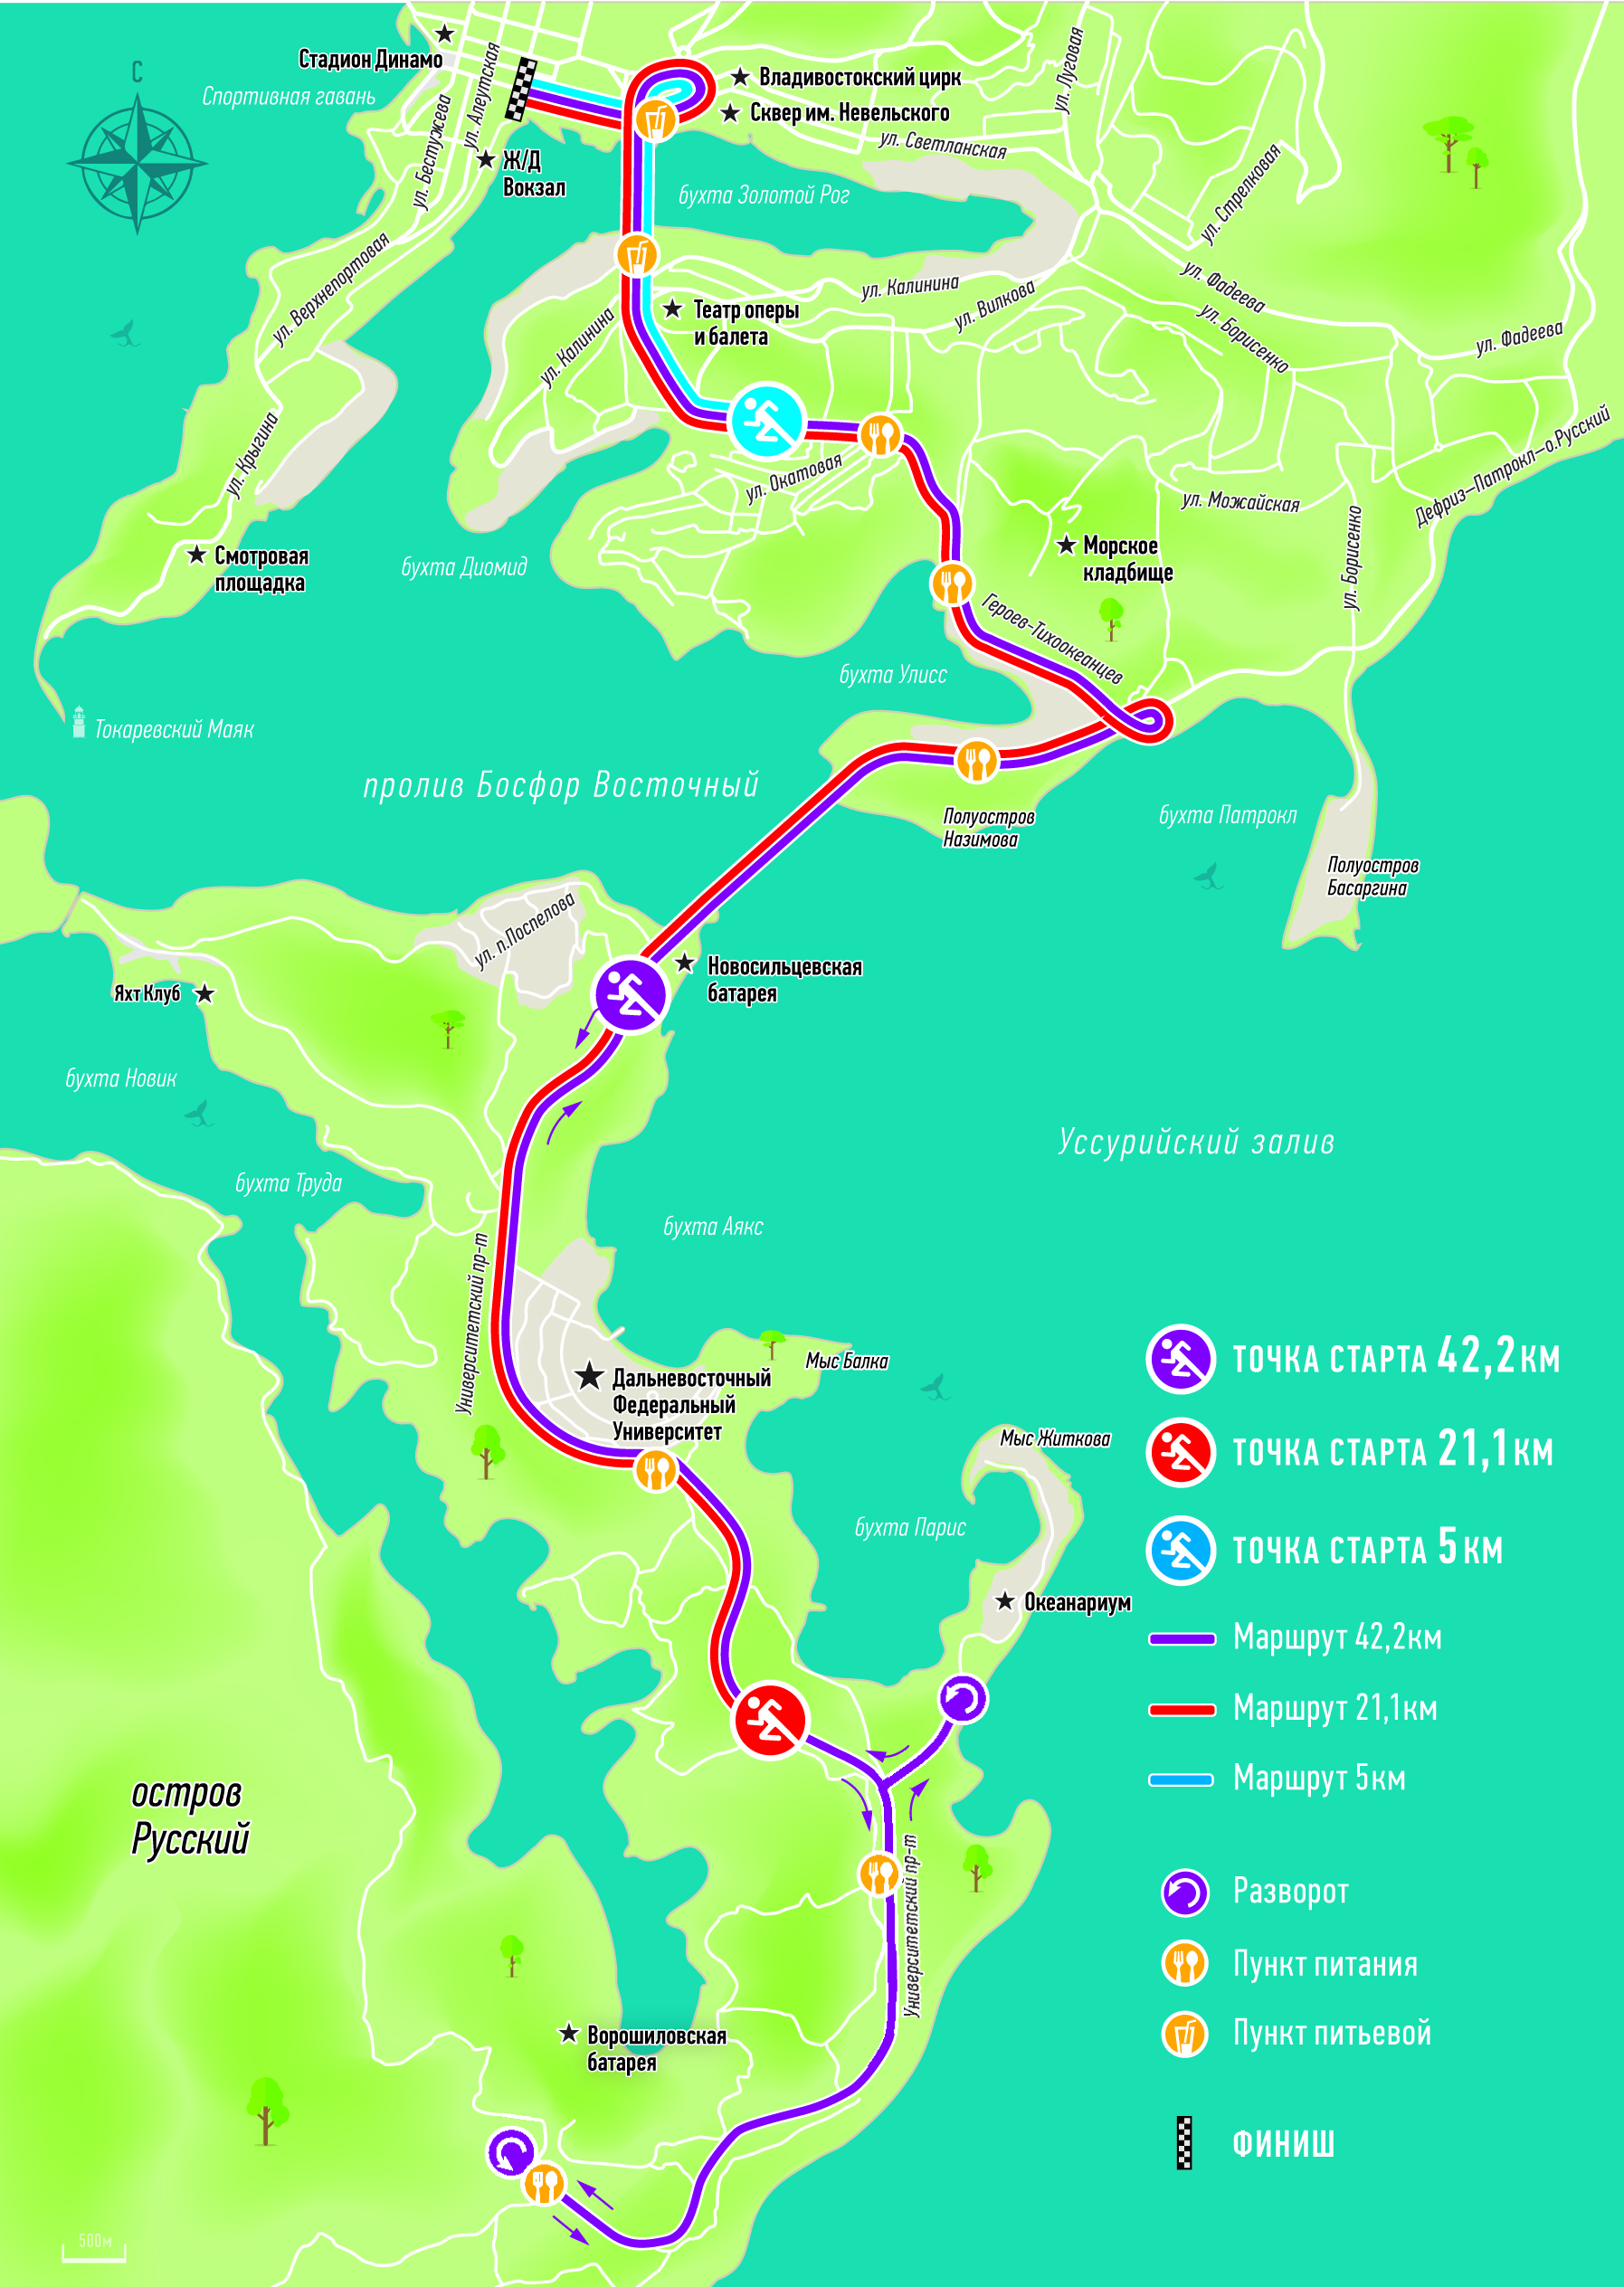 С
Стадион Динамо
Спортивная гавань
ул. Бестужева
ул. Алеутская
Ж/Д
Вокзал
Владивостокский цирк
Сквер им. Невельского
ул. Светланская
ул. Луговая
ул. Стрелковая
бухта Золотой Рог
ул. Верхнепортовая
ул. Калинина
Театр оперы
и балета
ул. Калинина
ул. Вилкова
ул. Фадеева
ул. Борисенко
ул. Фадеева
ул. Крыгина
ул. Окатовая
ул. Можайская
Дефриз–Патрокл–о.Русский
ул. Борисенко
Смотровая
площадка
бухта Диомид
Морское
кладбище
Героев-Тихоокеанцев
бухта Улисс
Токаревский Маяк
пролив Босфор Восточный
Полуостров
Назимова
бухта Патрокл
Полуостров
Басаргина
ул. п.Поспелова
Новосильцевская
батарея
Яхт Клуб
бухта Новик
Уссурийский залив
бухта Труда
бухта Аякс
Университетский пр-т
Мыс Балка
Дальневосточный
Федеральный
Университет
Мыс Житкова
бухта Парис
Океанариум
остров
Русский
Университетский пр-т
Ворошиловская
батарея
500м
ТОЧКА СТАРТА 42,2КМ
ТОЧКА СТАРТА 21,1КМ
ТОЧКА СТАРТА 5КМ
Маршрут 42,2км
Маршрут 21,1км
Маршрут 5км
Разворот
Пункт питания
Пункт питьевой
ФИНИШ